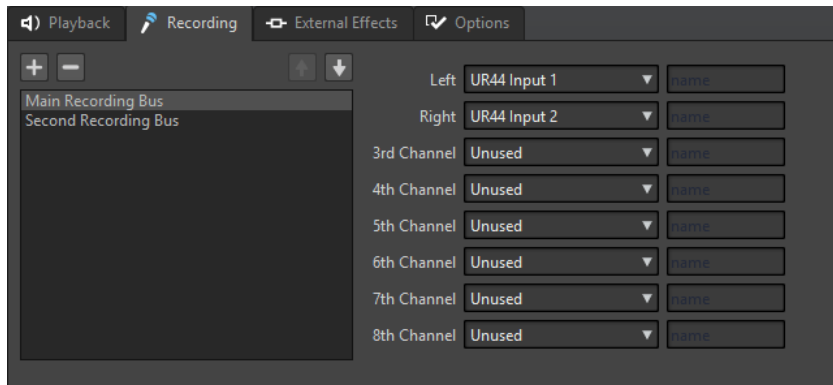 Playback Recording External Effects Options
Left UR44 Input 1 name
Main Recording Bus
Right UR44 Input 2 name
Second Recording Bus
3rd Channel Unused name
4th Channel Unused name
5th Channel Unused name
6th Channel Unused name
7th Channel Unused name
8th Channel Unused name